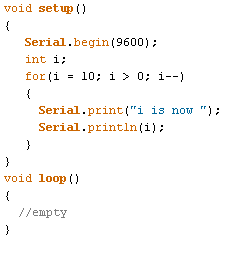 void setup()
{
Serial.begin(9600);
int i;
for(i = 10; i > 0; i--)
{
Serial.print("i is now ");
Serial.println(i);
}
}
void loop()
{
//empty
}